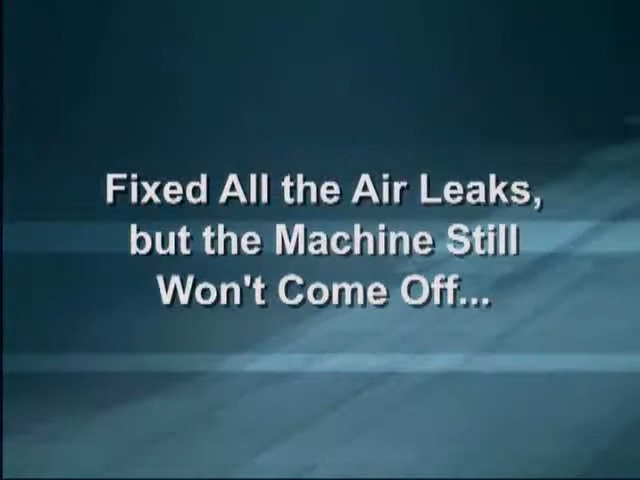 Fixed All the Air Leaks,
but the Machine Still
Won't Come Off...